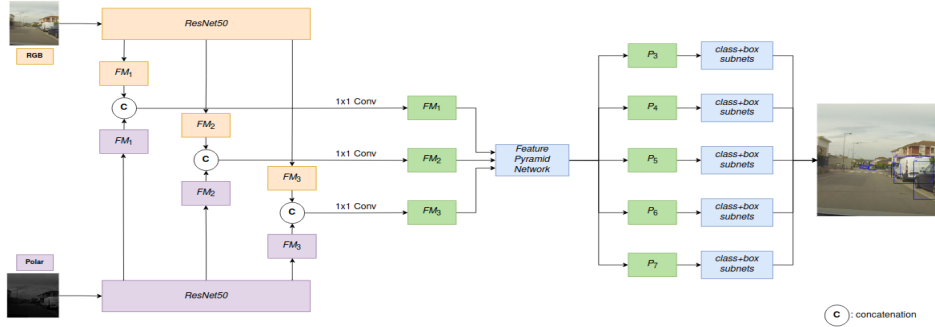 ResNet50
RGB
FM1
C
FM1
FM2
C
FM2
FM3
C
FM3
Polar
ResNet50
1x1 Conv
1x1 Conv
1x1 Conv
FM1
FM2
FM3
Feature
Pyramid
Network
P3
class+box
subnets
P4
class+box
subnets
P5
class+box
subnets
P6
class+box
subnets
P7
class+box
subnets
C : concatenation